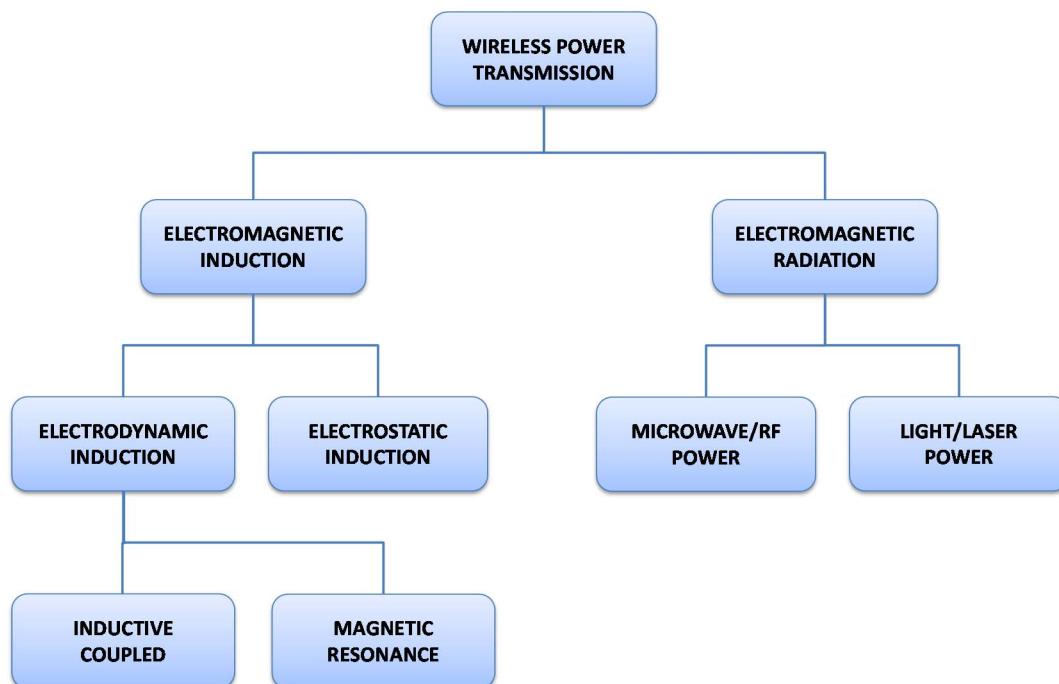 WIRELESS POWER
TRANSMISSION
ELECTROMAGNETIC
INDUCTION
ELECTROMAGNETIC
RADIATION
ELECTRODYNAMIC
INDUCTION
ELECTROSTATIC
INDUCTION
MICROWAVE/RF
POWER
LIGHT/LASER
POWER
INDUCTIVE
COUPLED
MAGNETIC
RESONANCE